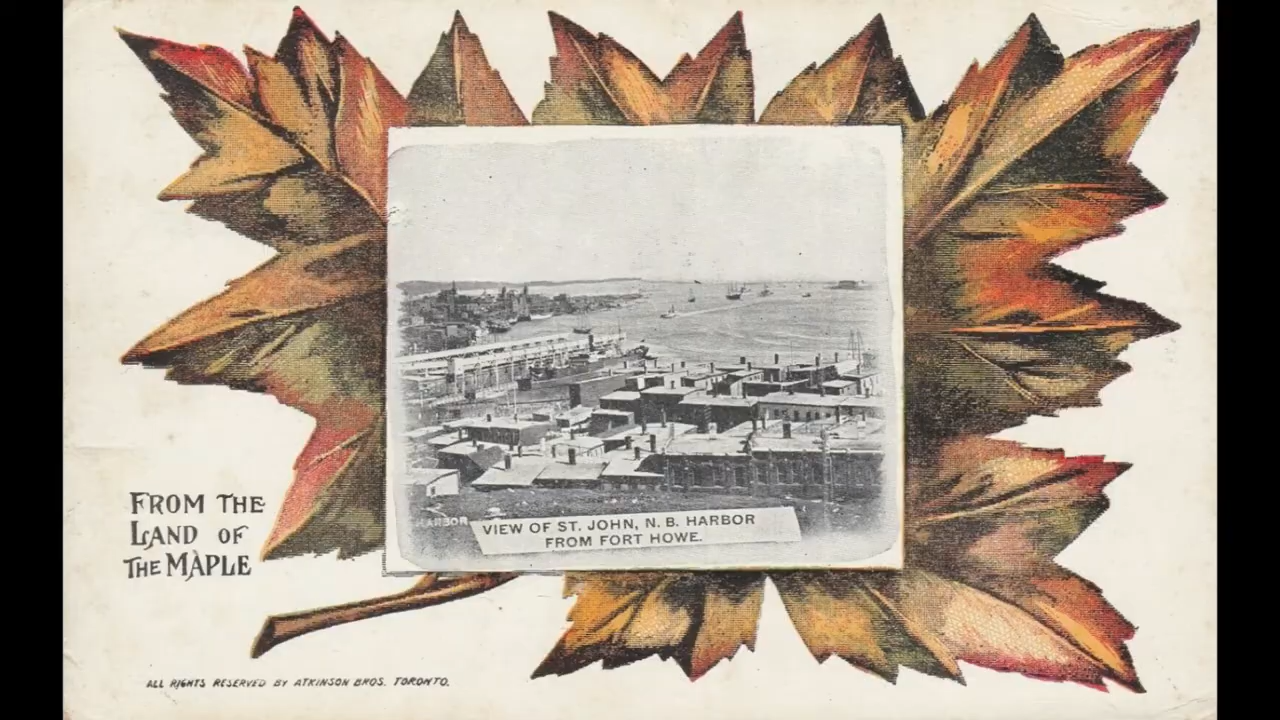 HARBOR
VIEW OF ST. JOHN, N. B. HARBOR
FROM FORT HOWE.
FROM THE
LAND OF
THE MAPLE
ALL RIGHTS RESERVED BY ATKINSON BROS. TORONTO.